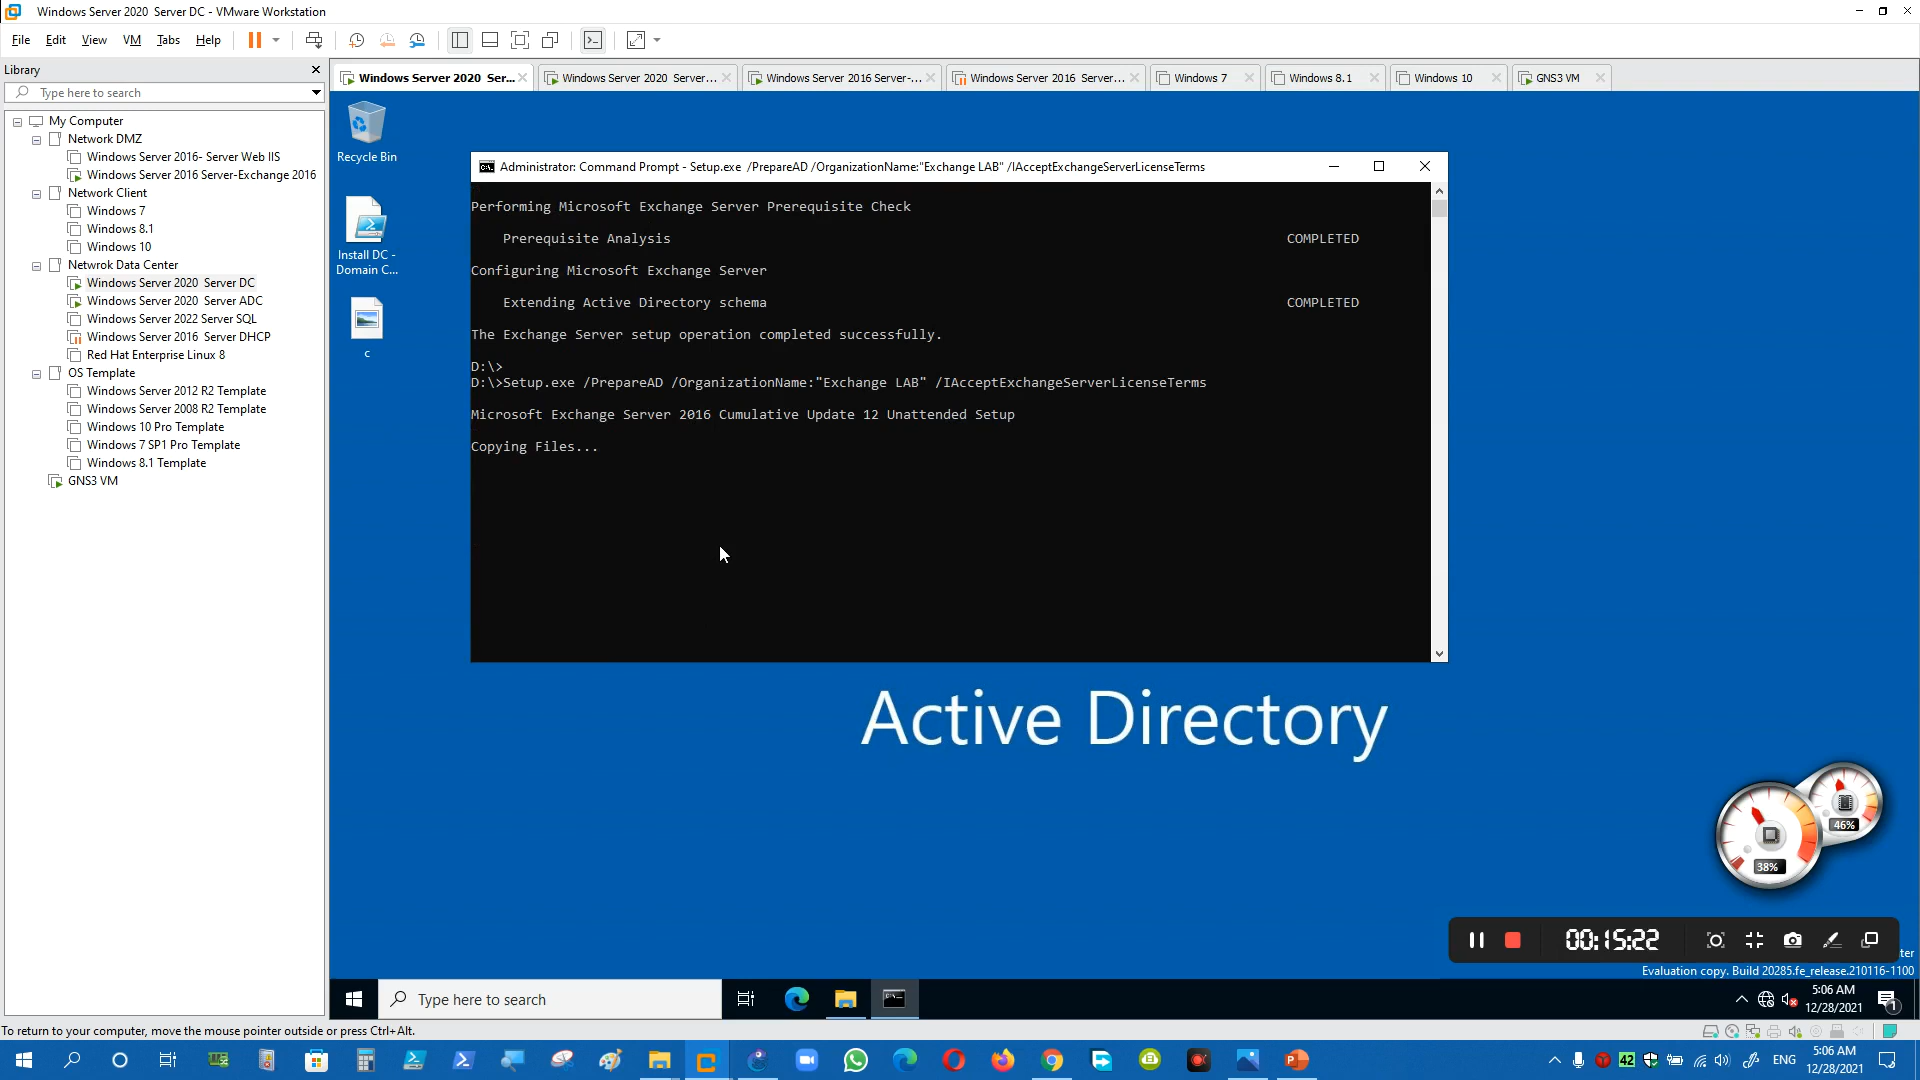 Windows Server 2020  Server DC - VMware Workstation
File Edit View VM Tabs Help
Library
Type here to search
My Computer
Network DMZ
Windows Server 2016- Server Web IIS
Windows Server 2016 Server-Exchange 2016
Network Client
Windows 7
Windows 8.1
Windows 10
Netwrok Data Center
Windows Server 2020  Server DC
Windows Server 2020  Server ADC
Windows Server 2022 Server SQL
Windows Server 2016  Server DHCP
Red Hat Enterprise Linux 8
OS Template
Windows Server 2012 R2 Template
Windows Server 2008 R2 Template
Windows 10 Pro Template
Windows 7 SP1 Pro Template
Windows 8.1 Template
GNS3 VM
Windows Server 2020  Ser...
Windows Server 2020  Server...
Windows Server 2016 Server-...
Windows Server 2016  Server...
Windows 7
Windows 8.1
Windows 10
GNS3 VM
Recycle Bin
Install DC -
Domain C...
c
Administrator: Command Prompt - Setup.exe  /PrepareAD /OrganizationName:"Exchange LAB" /IAcceptExchangeServerLicenseTerms
Performing Microsoft Exchange Server Prerequisite Check
Prerequisite Analysis COMPLETED
Configuring Microsoft Exchange Server
Extending Active Directory schema COMPLETED
The Exchange Server setup operation completed successfully.
D:\>
D:\>Setup.exe /PrepareAD /OrganizationName:"Exchange LAB" /IAcceptExchangeServerLicenseTerms
Microsoft Exchange Server 2016 Cumulative Update 12 Unattended Setup
Copying Files...
Active Directory
46%
38%
00:15:22
ter
Evaluation copy. Build 20285.fe_release.210116-1100
Type here to search
5:06 AM
12/28/2021
1
To return to your computer, move the mouse pointer outside or press Ctrl+Alt.
42
ENG
5:06 AM
12/28/2021